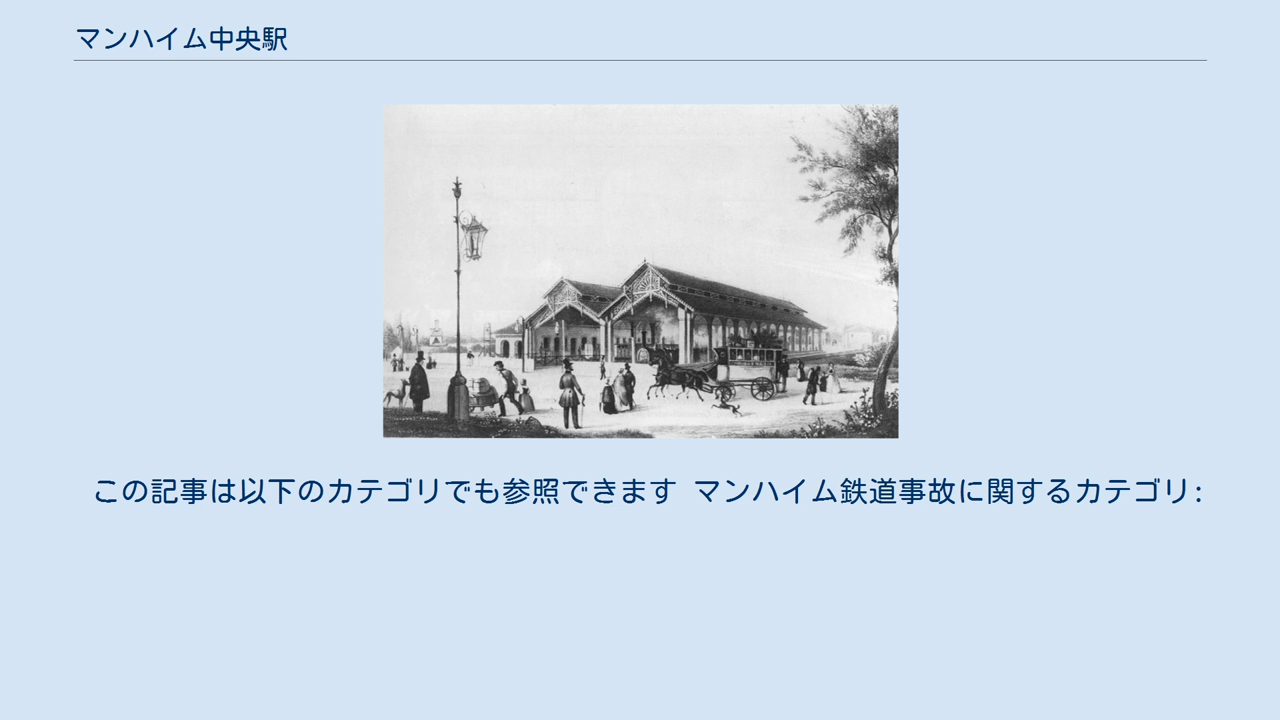 マンハイム中央駅
この記事は以下のカテゴリでも参照できます マンハイム鉄道事故に関するカテゴリ: